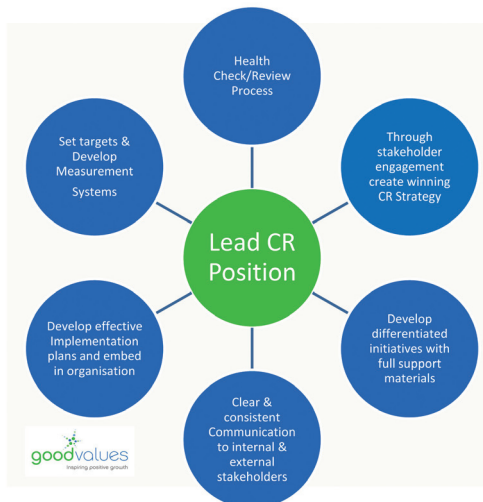 Health
Check/Review
Process
Through
stakeholder
engagement
create winning
CR Strategy
Develop
differentiated
initiatives with
full support
materials
Clear &
consistent
Communication
to internal &
external
stakeholders
Develop effective
Implementation
plans and embed
in organisation
Set targets &
Develop
Measurement
Systems
Lead CR
Position
goodvalues
Inspiring positive growth